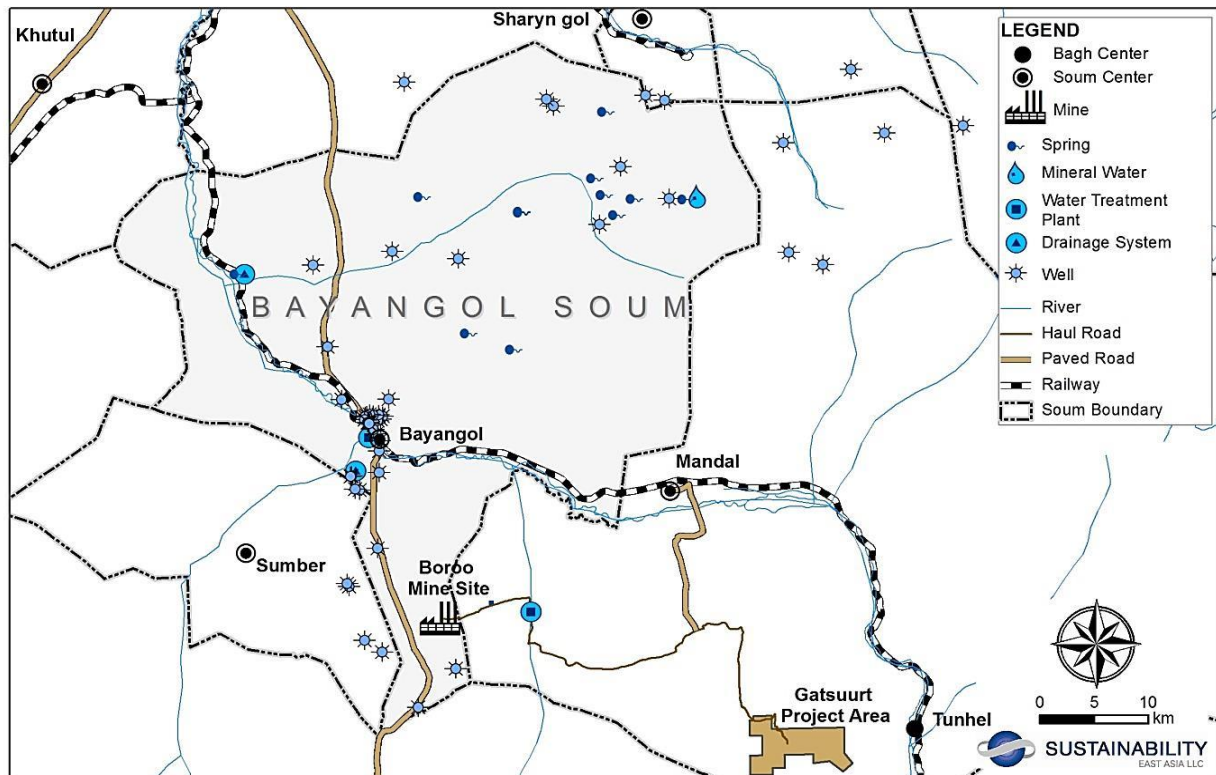 Khutul
Sharyn gol
LEGEND
Bagh Center
Soum Center
Mine
Spring
Mineral Water
Water Treatment
Plant
Drainage System
Well
River
Haul Road
Paved Road
Railway
Soum Boundary
BAYANGOL SOUM
Bayangol
Mandal
Sumber
Boroo
Mine Site
Gatsuurt
Project Area
Tunhel
0 5 10
km
SUSTAINABILITY
EAST ASIA LLC